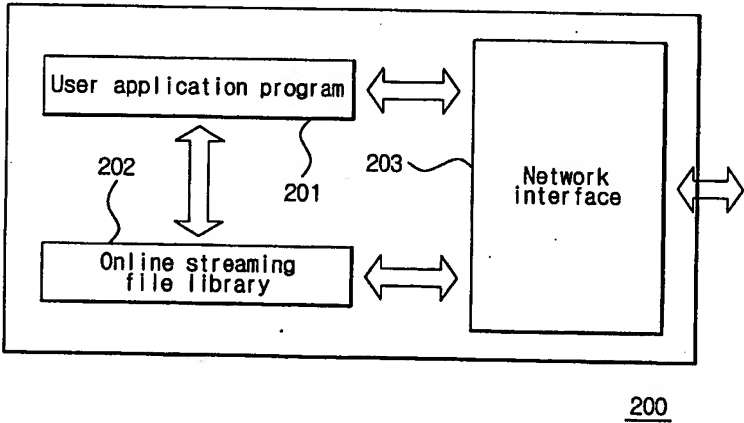 User application program
201
202
203
Network
interface
Online streaming
file library
200